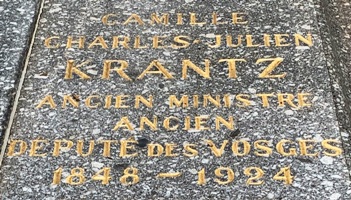 CAMILLE
CHARLES-JULIEN
KRANTZ
ANCIEN MINISTRE
ANCIEN
DEPUTE DES VOSGES
1848 - 1924